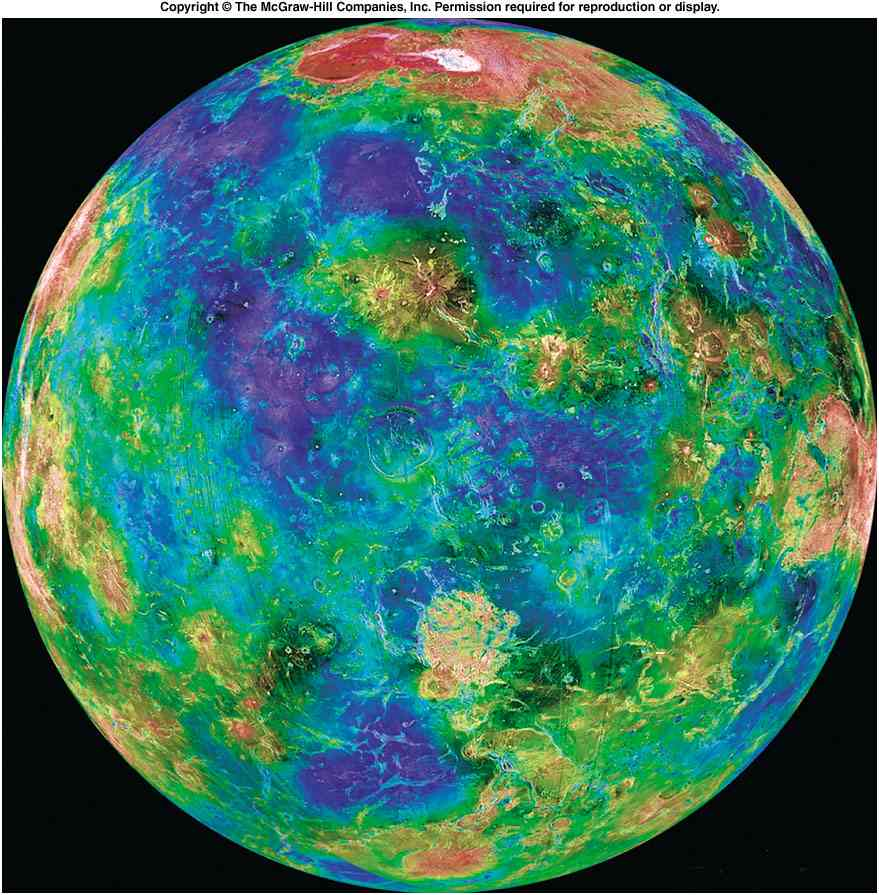 Copyright © The McGraw-Hill Companies, Inc. Permission required for reproduction or display.